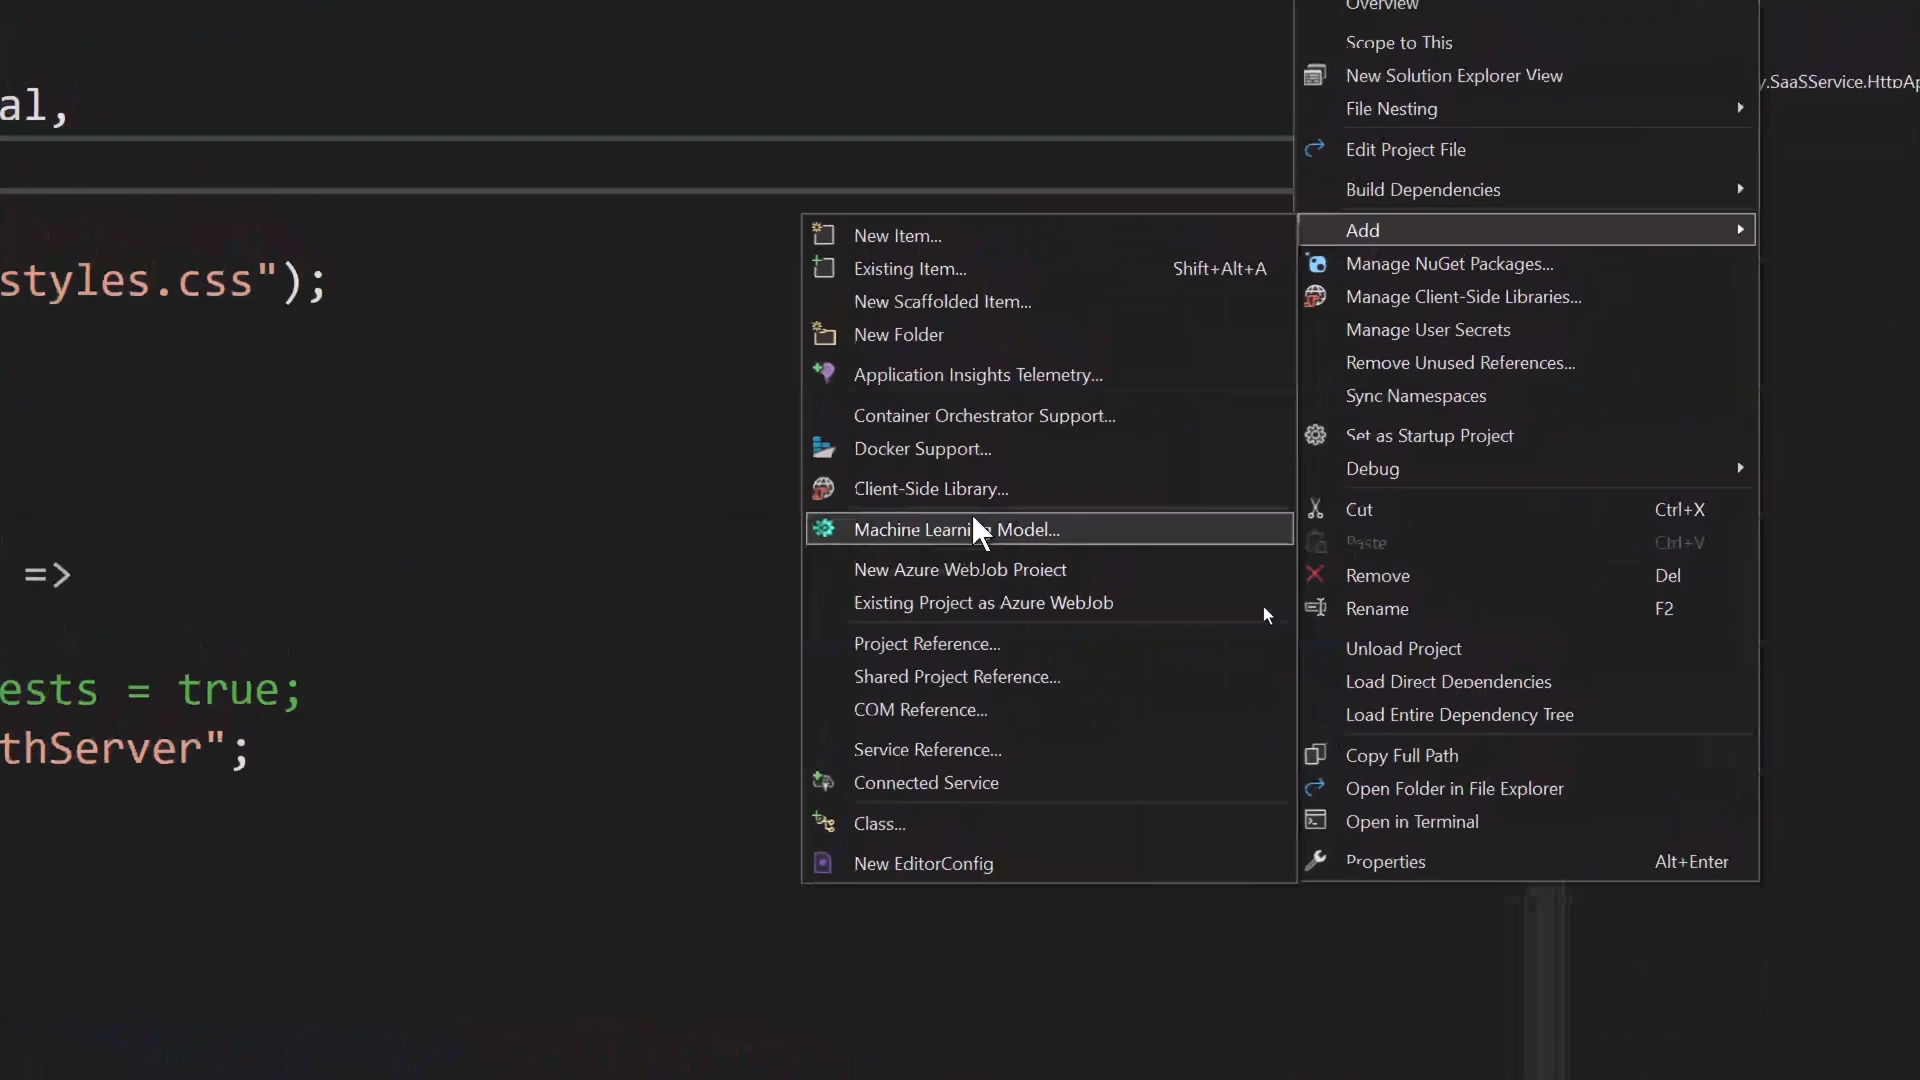 al,
styles.css");
=>
ests = true;
thServer";
New Item...
Existing Item... Shift+Alt+A
New Scaffolded Item...
New Folder
Application Insights Telemetry...
Container Orchestrator Support...
Docker Support...
Client-Side Library...
Machine Learning Model...
New Azure WebJob Project
Existing Project as Azure WebJob
Project Reference...
Shared Project Reference...
COM Reference...
Service Reference...
Connected Service
Class...
New EditorConfig
Overview
Scope to This
New Solution Explorer View
File Nesting
Edit Project File
Build Dependencies
Add
Manage NuGet Packages...
Manage Client-Side Libraries...
Manage User Secrets
Remove Unused References...
Sync Namespaces
Set as Startup Project
Debug
Cut Ctrl+X
Paste Ctrl+V
Remove Del
Rename F2
Unload Project
Load Direct Dependencies
Load Entire Dependency Tree
Copy Full Path
Open Folder in File Explorer
Open in Terminal
Properties Alt+Enter
y.SaaSService.HttpAp